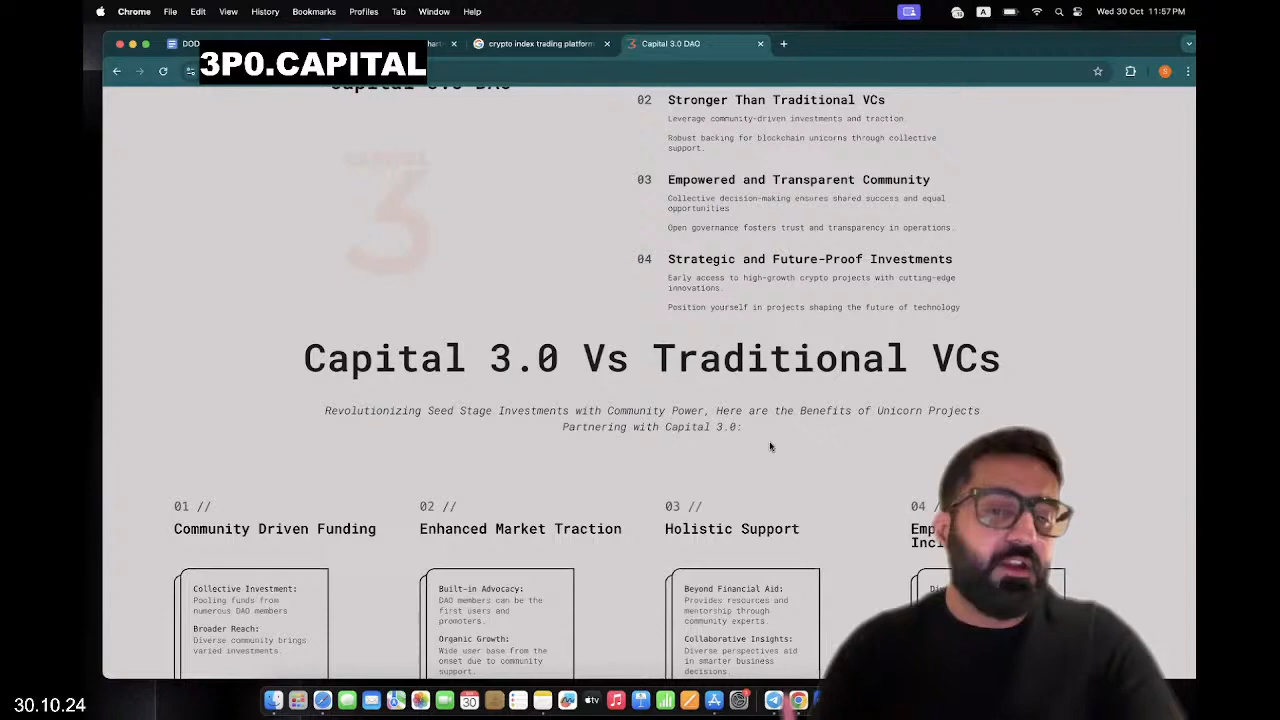 Chrome File Edit View History Bookmarks Profiles Tab Window Help A Wed 30 Oct 11:57 PM
DOD crypto index trading platform Capital 3.0 DAO
3P0.CAPITAL
S
Capital 3.0 DAO
02 Stronger Than Traditional VCs
Leverage community-driven investments and traction.
Robust backing for blockchain unicorns through collective
support.
CAPITAL
3
03 Empowered and Transparent Community
Collective decision-making ensures shared success and equal
opportunities
Open governance fosters trust and transparency in operations.
04 Strategic and Future-Proof Investments
Early access to high-growth crypto projects with cutting-edge
innovations.
Position yourself in projects shaping the future of technology
Capital 3.0 Vs Traditional VCs
Revolutionizing Seed Stage Investments with Community Power, Here are the Benefits of Unicorn Projects
Partnering with Capital 3.0:
01 //
Community Driven Funding
Collective Investment:
Pooling funds from
numerous DAO members
Broader Reach:
Diverse community brings
varied investments.
02 //
Enhanced Market Traction
Built-in Advocacy:
DAO members can be the
first users and
promoters.
Organic Growth:
Wide user base from the
onset due to community
support.
03 //
Holistic Support
Beyond Financial Aid:
Provides resources and
mentorship through
community experts.
Collaborative Insights:
Diverse perspectives aid
in smarter business
decisions.
04
30.10.24
30
tv